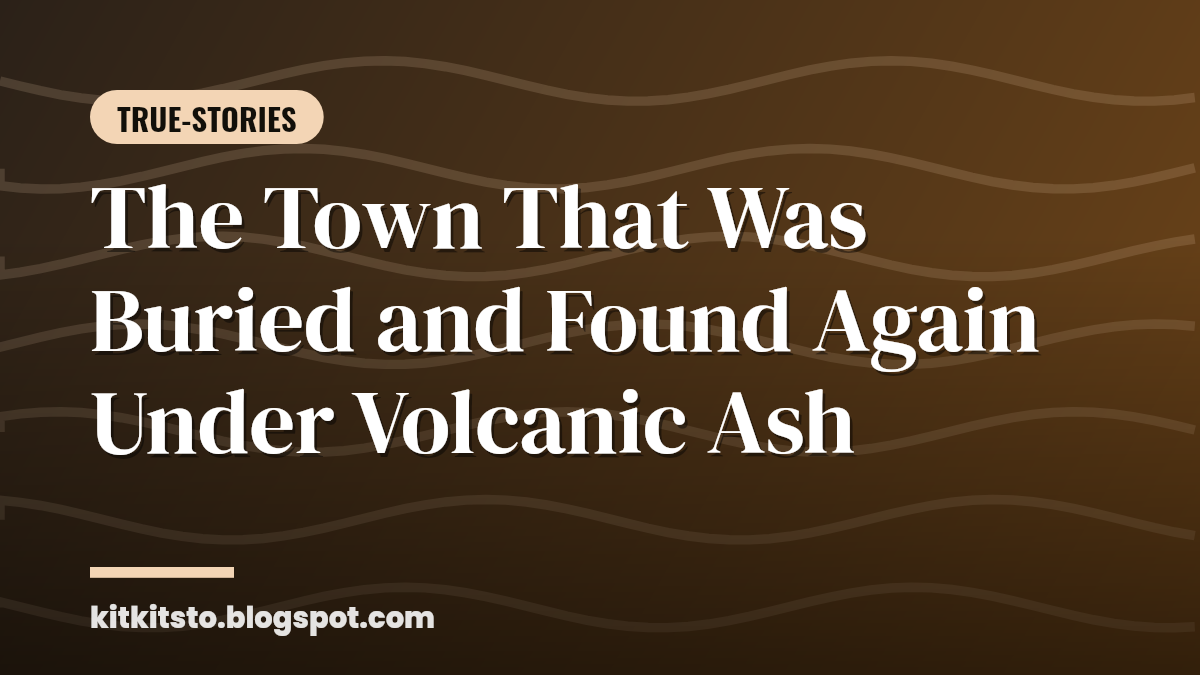 TRUE-STORIES
The Town That Was
Buried and Found Again
Under Volcanic Ash
kitkitsto.blogspot.com